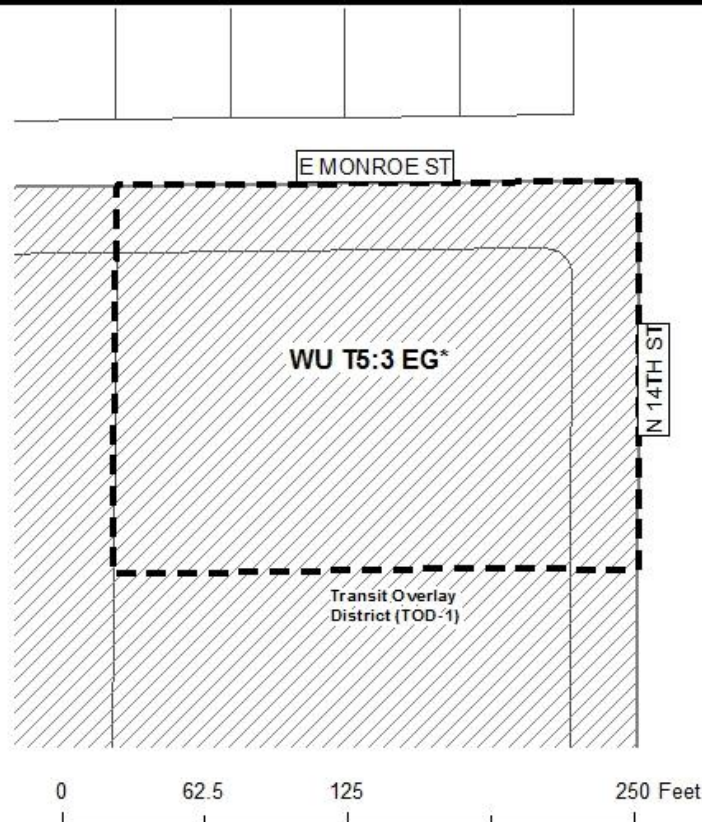 E MONROE ST
WU T5:3 EG*
N 14TH ST
Transit Overlay
District (TOD-1)
0 62.5 125 250 Feet